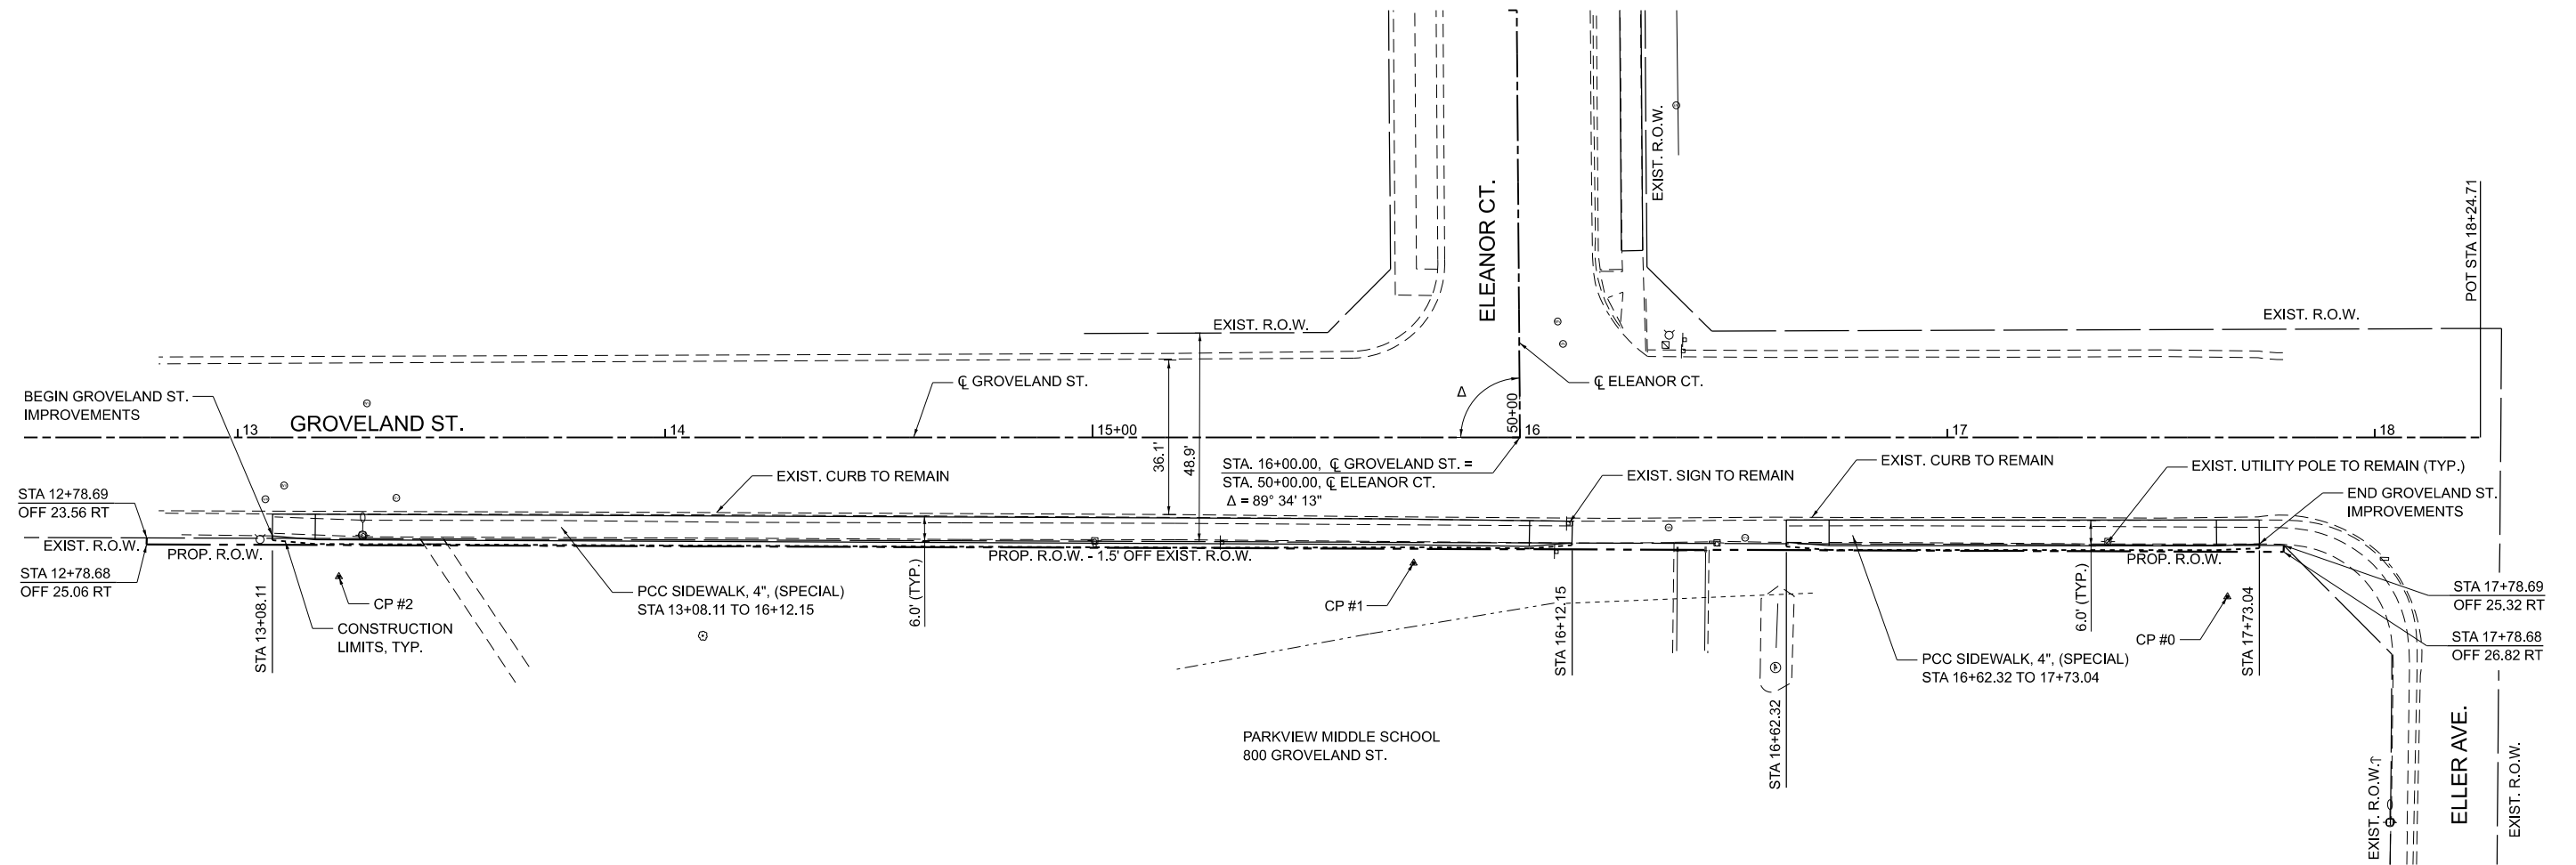 ELEANOR CT.
EXIST. R.O.W.
POT STA 18+24.71
EXIST. R.O.W.
EXIST. R.O.W.
BEGIN GROVELAND ST.
IMPROVEMENTS
℄ GROVELAND ST.
℄ ELEANOR CT.
Δ
50+00
GROVELAND ST.
13
14
15+00
16
17
18
36.1'
48.9'
STA. 16+00.00, ℄ GROVELAND ST. =
STA. 50+00.00, ℄ ELEANOR CT.
Δ = 89° 34' 13"
EXIST. CURB TO REMAIN
EXIST. SIGN TO REMAIN
EXIST. CURB TO REMAIN
EXIST. UTILITY POLE TO REMAIN (TYP.)
END GROVELAND ST.
IMPROVEMENTS
STA 12+78.69
OFF 23.56 RT
EXIST. R.O.W.
PROP. R.O.W.
STA 12+78.68
OFF 25.06 RT
PROP. R.O.W. - 1.5' OFF EXIST. R.O.W.
PROP. R.O.W.
STA 13+08.11
CP #2
CONSTRUCTION
LIMITS, TYP.
PCC SIDEWALK, 4", (SPECIAL)
STA 13+08.11 TO 16+12.15
6.0' (TYP.)
CP #1
STA 16+12.15
STA 16+62.32
PCC SIDEWALK, 4", (SPECIAL)
STA 16+62.32 TO 17+73.04
6.0' (TYP.)
CP #0
STA 17+73.04
STA 17+78.69
OFF 25.32 RT
STA 17+78.68
OFF 26.82 RT
PARKVIEW MIDDLE SCHOOL
800 GROVELAND ST.
EXIST. R.O.W.
ELLER AVE.
EXIST. R.O.W.